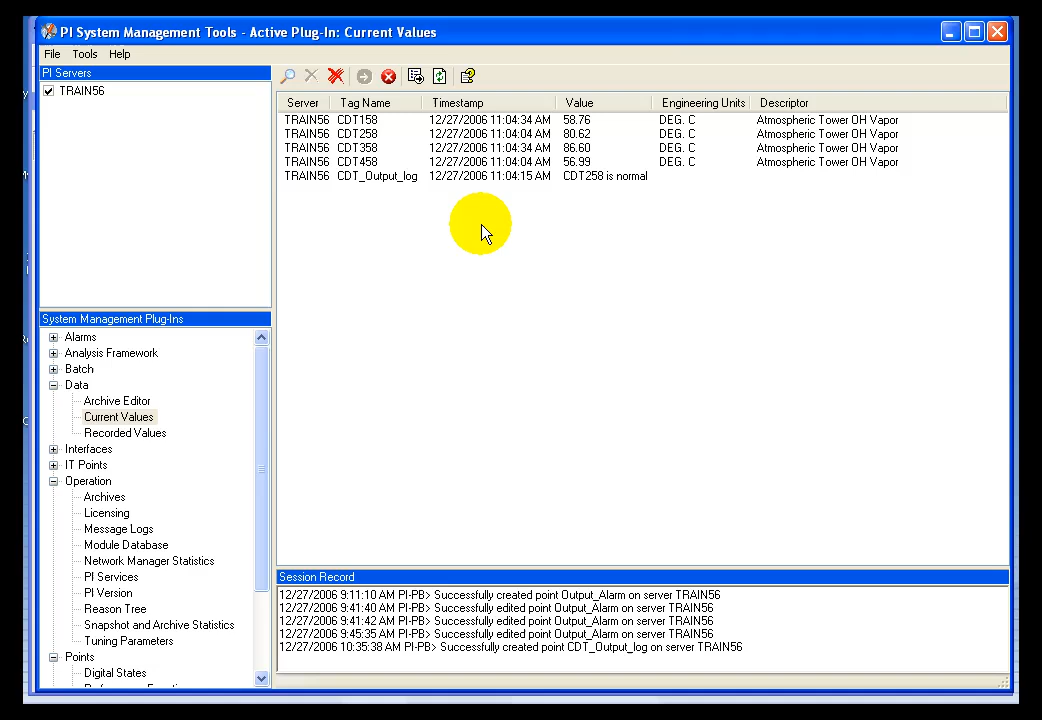 PI System Management Tools - Active Plug-In: Current Values
File Tools Help
PI Servers
TRAIN56
Server Tag Name Timestamp Value Engineering Units Descriptor
TRAIN56 CDT158 12/27/2006 11:04:34 AM 58.76 DEG. C Atmospheric Tower OH Vapor
TRAIN56 CDT258 12/27/2006 11:04:04 AM 80.62 DEG. C Atmospheric Tower OH Vapor
TRAIN56 CDT358 12/27/2006 11:04:34 AM 86.60 DEG. C Atmospheric Tower OH Vapor
TRAIN56 CDT458 12/27/2006 11:04:04 AM 56.99 DEG. C Atmospheric Tower OH Vapor
TRAIN56 CDT_Output_log 12/27/2006 11:04:15 AM CDT258 is normal
System Management Plug-Ins
Alarms
Analysis Framework
Batch
Data
Archive Editor
Current Values
Recorded Values
Interfaces
IT Points
Operation
Archives
Licensing
Message Logs
Module Database
Network Manager Statistics
PI Services
PI Version
Reason Tree
Snapshot and Archive Statistics
Tuning Parameters
Points
Digital States
Session Record
12/27/2006 9:11:10 AM PI-PB> Successfully created point Output_Alarm on server TRAIN56
12/27/2006 9:41:40 AM PI-PB> Successfully edited point Output_Alarm on server TRAIN56
12/27/2006 9:41:42 AM PI-PB> Successfully edited point Output_Alarm on server TRAIN56
12/27/2006 9:45:35 AM PI-PB> Successfully edited point Output_Alarm on server TRAIN56
12/27/2006 10:35:38 AM PI-PB> Successfully created point CDT_Output_log on server TRAIN56